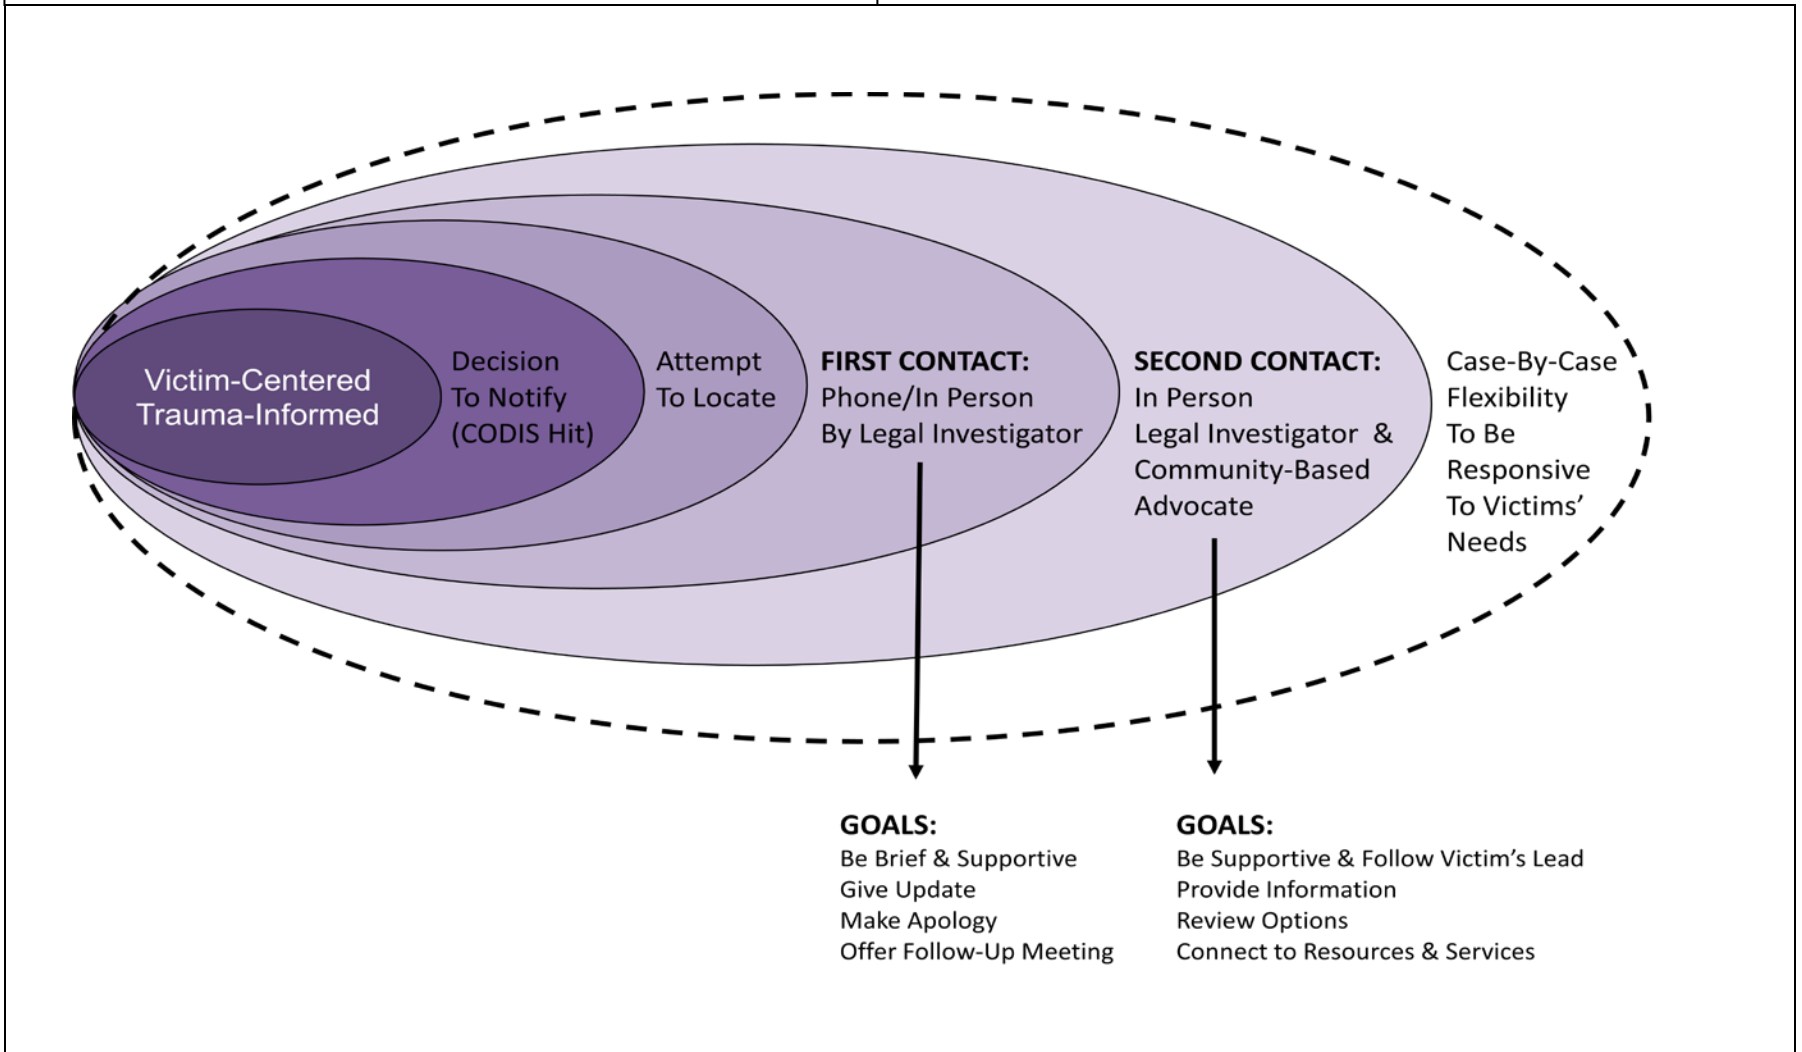 Victim-Centered
Trauma-Informed
Decision
To Notify
(CODIS Hit)
Attempt
To Locate
FIRST CONTACT:
Phone/In Person
By Legal Investigator
SECOND CONTACT:
In Person
Legal Investigator &
Community-Based
Advocate
Case-By-Case
Flexibility
To Be
Responsive
To Victims’
Needs
GOALS:
Be Brief & Supportive
Give Update
Make Apology
Offer Follow-Up Meeting
GOALS:
Be Supportive & Follow Victim’s Lead
Provide Information
Review Options
Connect to Resources & Services